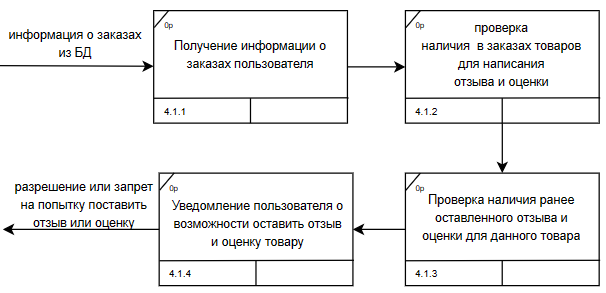 информация о заказах
из БД
0р
Получение информации о
заказах пользователя
4.1.1
0р
проверка
наличия в заказах товаров
для написания
отзыва и оценки
4.1.2
0р
Проверка наличия ранее
оставленного отзыва и
оценки для данного товара
4.1.3
0р
Уведомление пользователя о
возможности оставить отзыв
и оценку товару
4.1.4
разрешение или запрет
на попытку поставить
отзыв или оценку